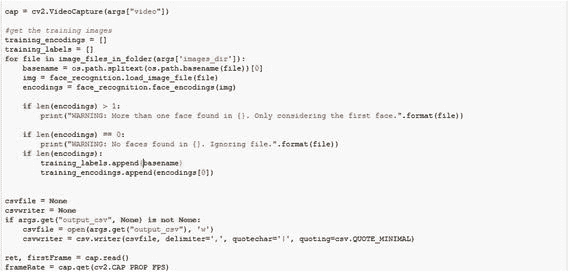 cap = cv2.VideoCapture(args["video"])

#get the training images
training_encodings = []
training_labels = []
for file in image_files_in_folder(args['images_dir']):
    basename = os.path.splitext(os.path.basename(file))[0]
    img = face_recognition.load_image_file(file)
    encodings = face_recognition.face_encodings(img)

    if len(encodings) > 1:
        print("WARNING: More than one face found in {}. Only considering the first face.".format(file))

    if len(encodings) == 0:
        print("WARNING: No faces found in {}. Ignoring file.".format(file))
    if len(encodings):
        training_labels.append(basename)
        training_encodings.append(encodings[0])

csvfile = None
csvwriter = None
if args.get("output_csv", None) is not None:
    csvfile = open(args.get("output_csv"), 'w')
    csvwriter = csv.writer(csvfile, delimiter=',', quotechar='|', quoting=csv.QUOTE_MINIMAL)

ret, firstFrame = cap.read()
frameRate = cap.get(cv2.CAP_PROP_FPS)